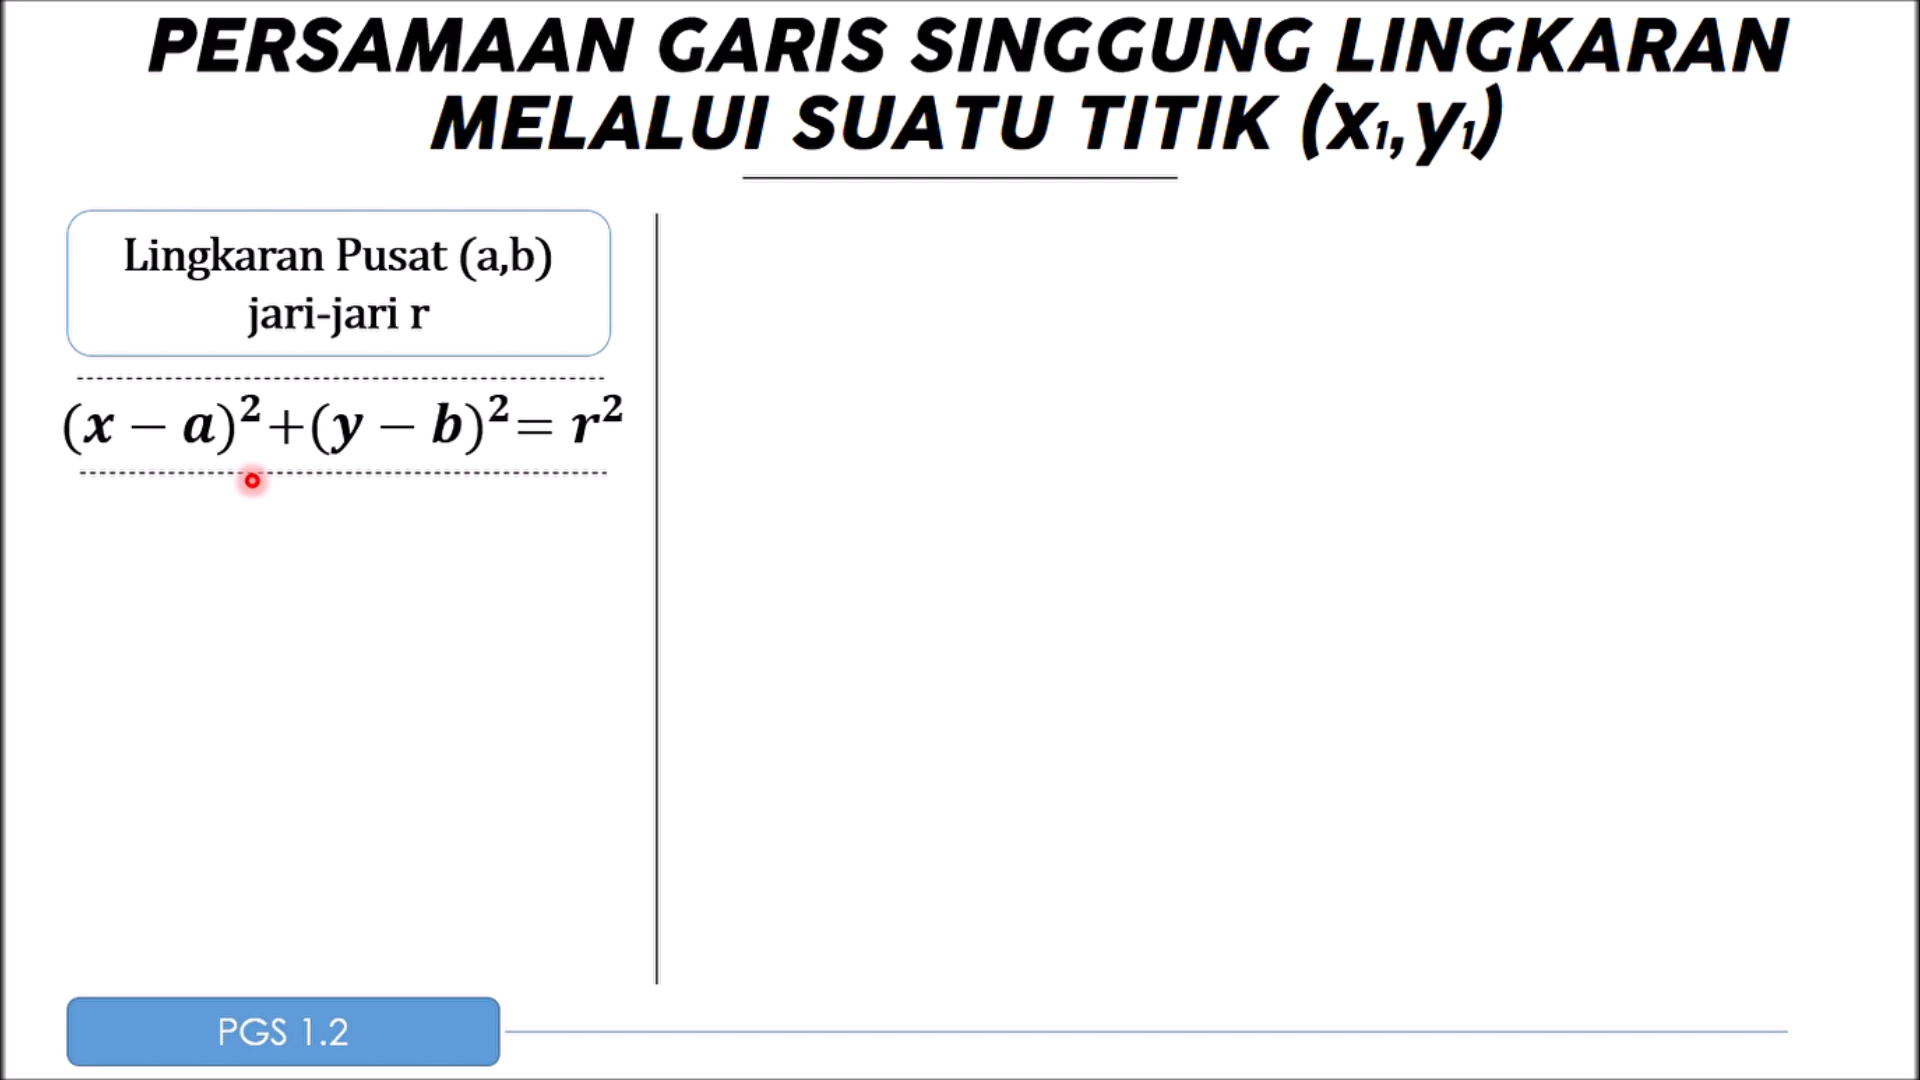 PERSAMAAN GARIS SINGGUNG LINGKARAN
MELALUI SUATU TITIK (x₁,y₁)
Lingkaran Pusat (a,b)
jari-jari r
(x − a)²+(y − b)²= r²
PGS 1.2